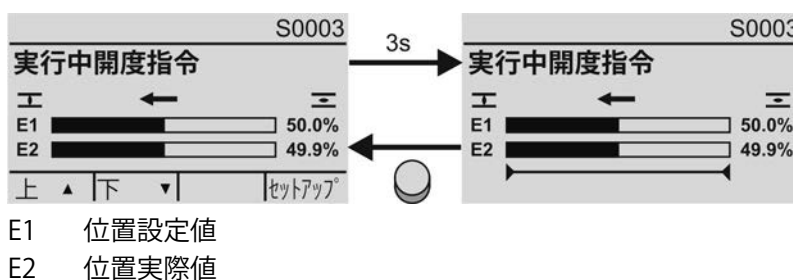 S0003
実行中開度指令
E1 50.0%
E2 49.9%
上 ▲ 下 ▼ セットアップ
3s
S0003
実行中開度指令
E1 50.0%
E2 49.9%
E1 位置設定値
E2 位置実際値